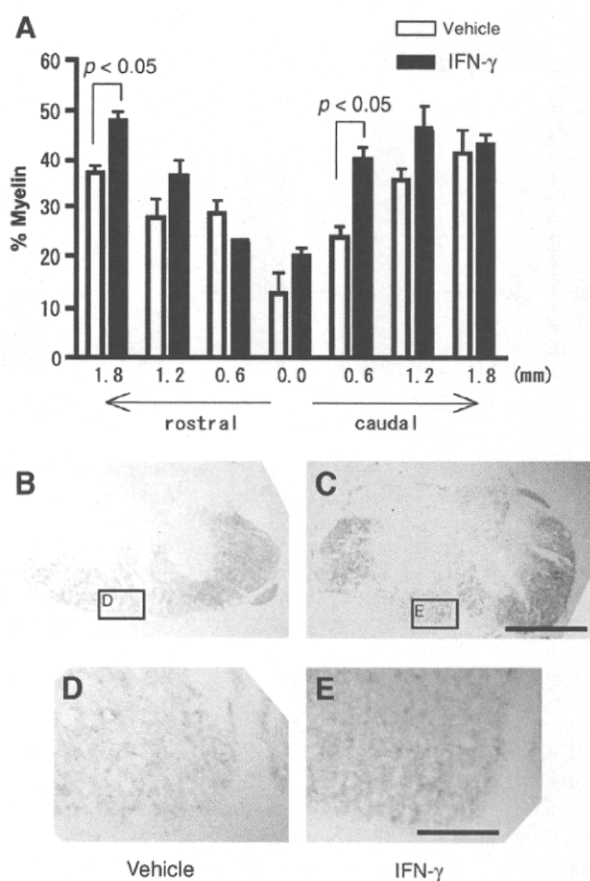 A
Vehicle
IFN-γ
60
50
40
30
20
10
0
% Myelin
p < 0.05
p < 0.05
1.8 1.2 0.6 0.0 0.6 1.2 1.8 (mm)
rostral caudal
B
C
D
E
D
E
Vehicle IFN-γ